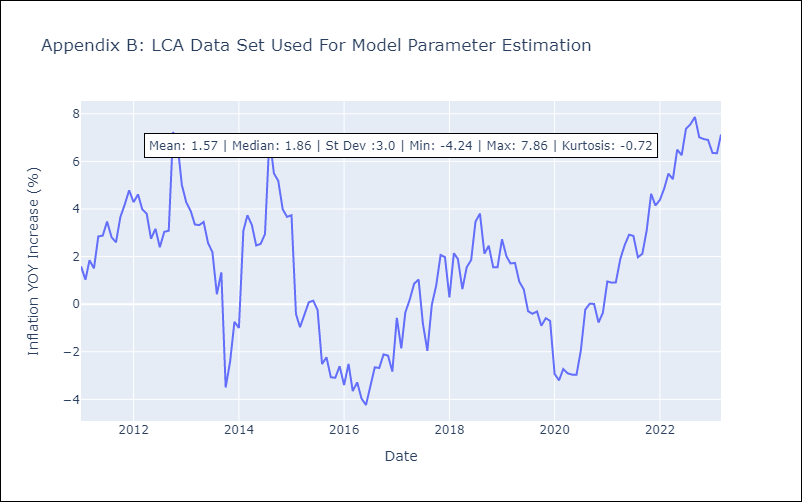 Appendix B: LCA Data Set Used For Model Parameter Estimation
8
Mean: 1.57 | Median: 1.86 | St Dev :3.0 | Min: -4.24 | Max: 7.86 | Kurtosis: -0.72
6
4
2
0
−2
−4
Inflation YOY Increase (%)
2012 2014 2016 2018 2020 2022
Date